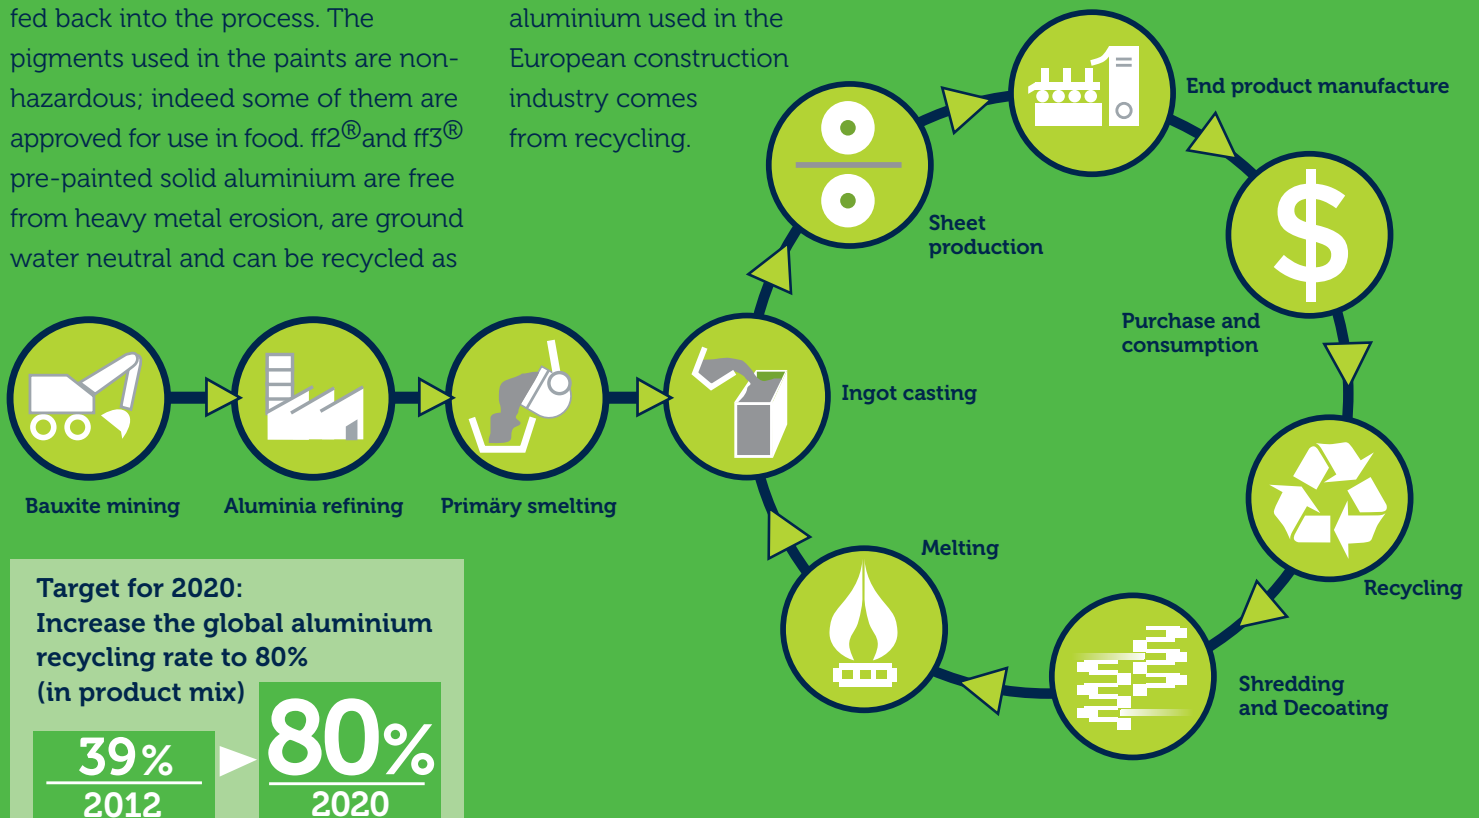 fed back into the process. The
pigments used in the paints are non-
hazardous; indeed some of them are
approved for use in food. ff2® and ff3®
pre-painted solid aluminium are free
from heavy metal erosion, are ground
water neutral and can be recycled as
aluminium used in the
European construction
industry comes
from recycling.
End product manufacture
Sheet
production
Purchase and
consumption
Ingot casting
Bauxite mining
Aluminia refining
Primäry smelting
Melting
Recycling
Shredding
and Decoating
Target for 2020:
Increase the global aluminium
recycling rate to 80%
(in product mix)
39%
2012
80%
2020
$